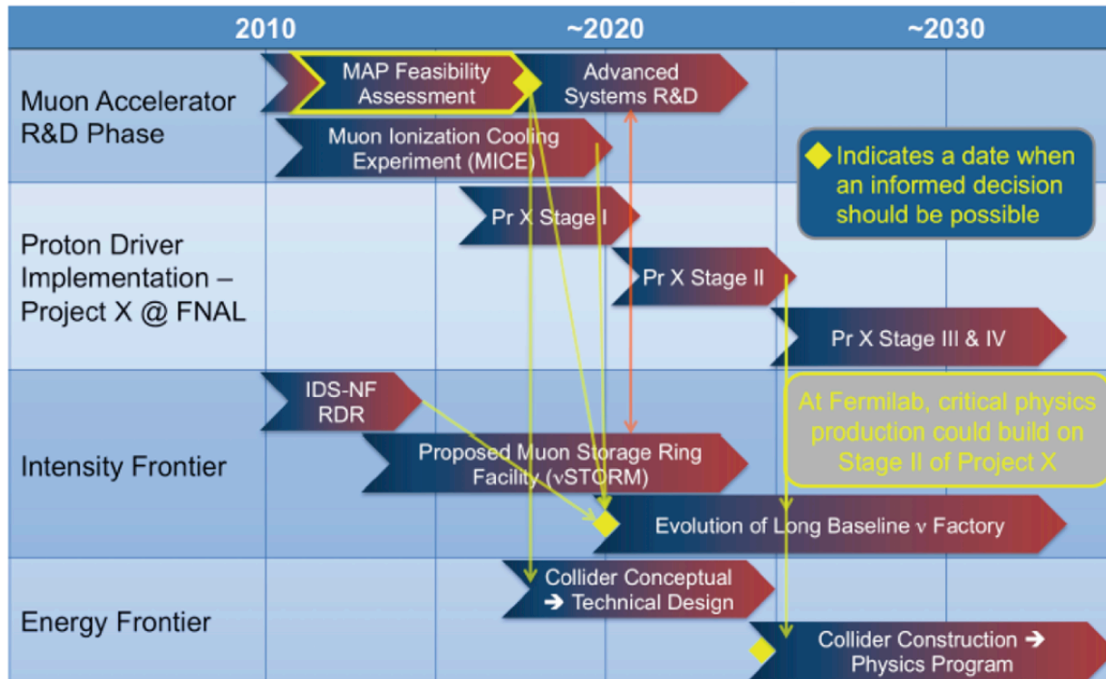 2010 ~2020 ~2030
Muon Accelerator
R&D Phase
MAP Feasibility
Assessment
Advanced
Systems R&D
Muon Ionization Cooling
Experiment (MICE)
Indicates a date when
an informed decision
should be possible
Proton Driver
Implementation –
Project X @ FNAL
Pr X Stage I
Pr X Stage II
Pr X Stage III & IV
Intensity Frontier
IDS-NF
RDR
Proposed Muon Storage Ring
Facility (νSTORM)
At Fermilab, critical physics
production could build on
Stage II of Project X
Evolution of Long Baseline ν Factory
Energy Frontier
Collider Conceptual
➔ Technical Design
Collider Construction ➔
Physics Program